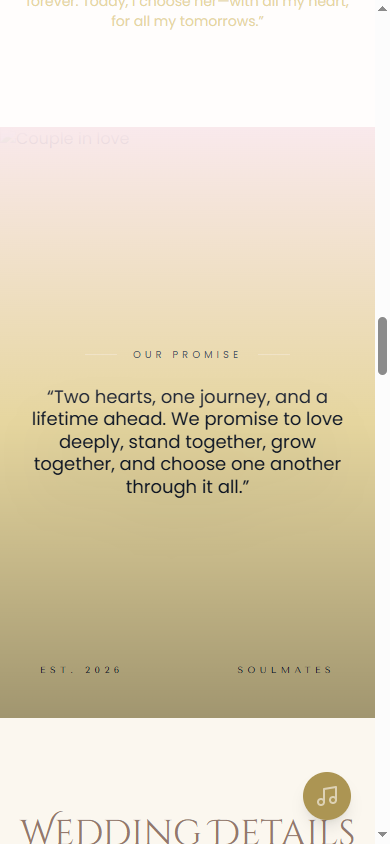 forever. Today, I choose her—with all my heart,
for all my tomorrows.”
Couple in love
OUR PROMISE
“Two hearts, one journey, and a
lifetime ahead. We promise to love
deeply, stand together, grow
together, and choose one another
through it all.”
EST. 2026 SOULMATES
WEDDING DETAILS